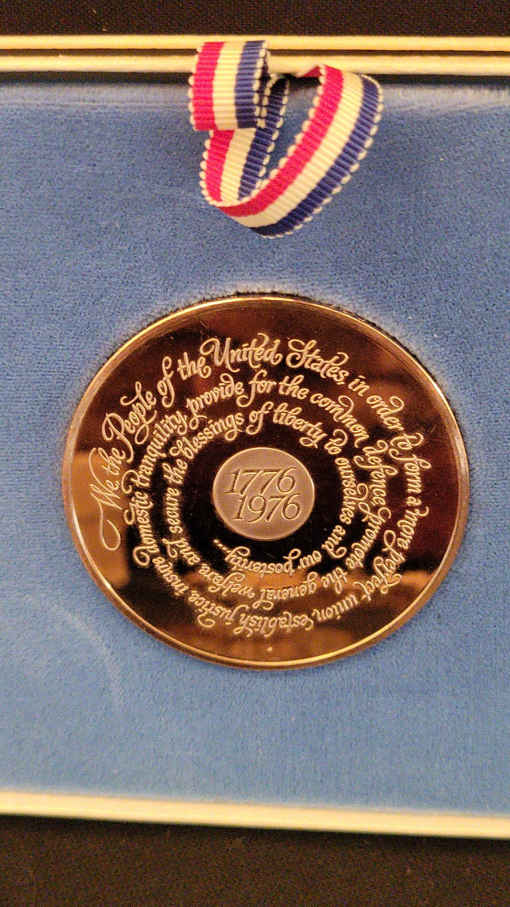 We the People of the United States, in order to form a more perfect union establish justice insure domestic tranquility provide for the common defence promote the general welfare and secure the blessings of liberty to ourselves and our posterity...
1776
1976